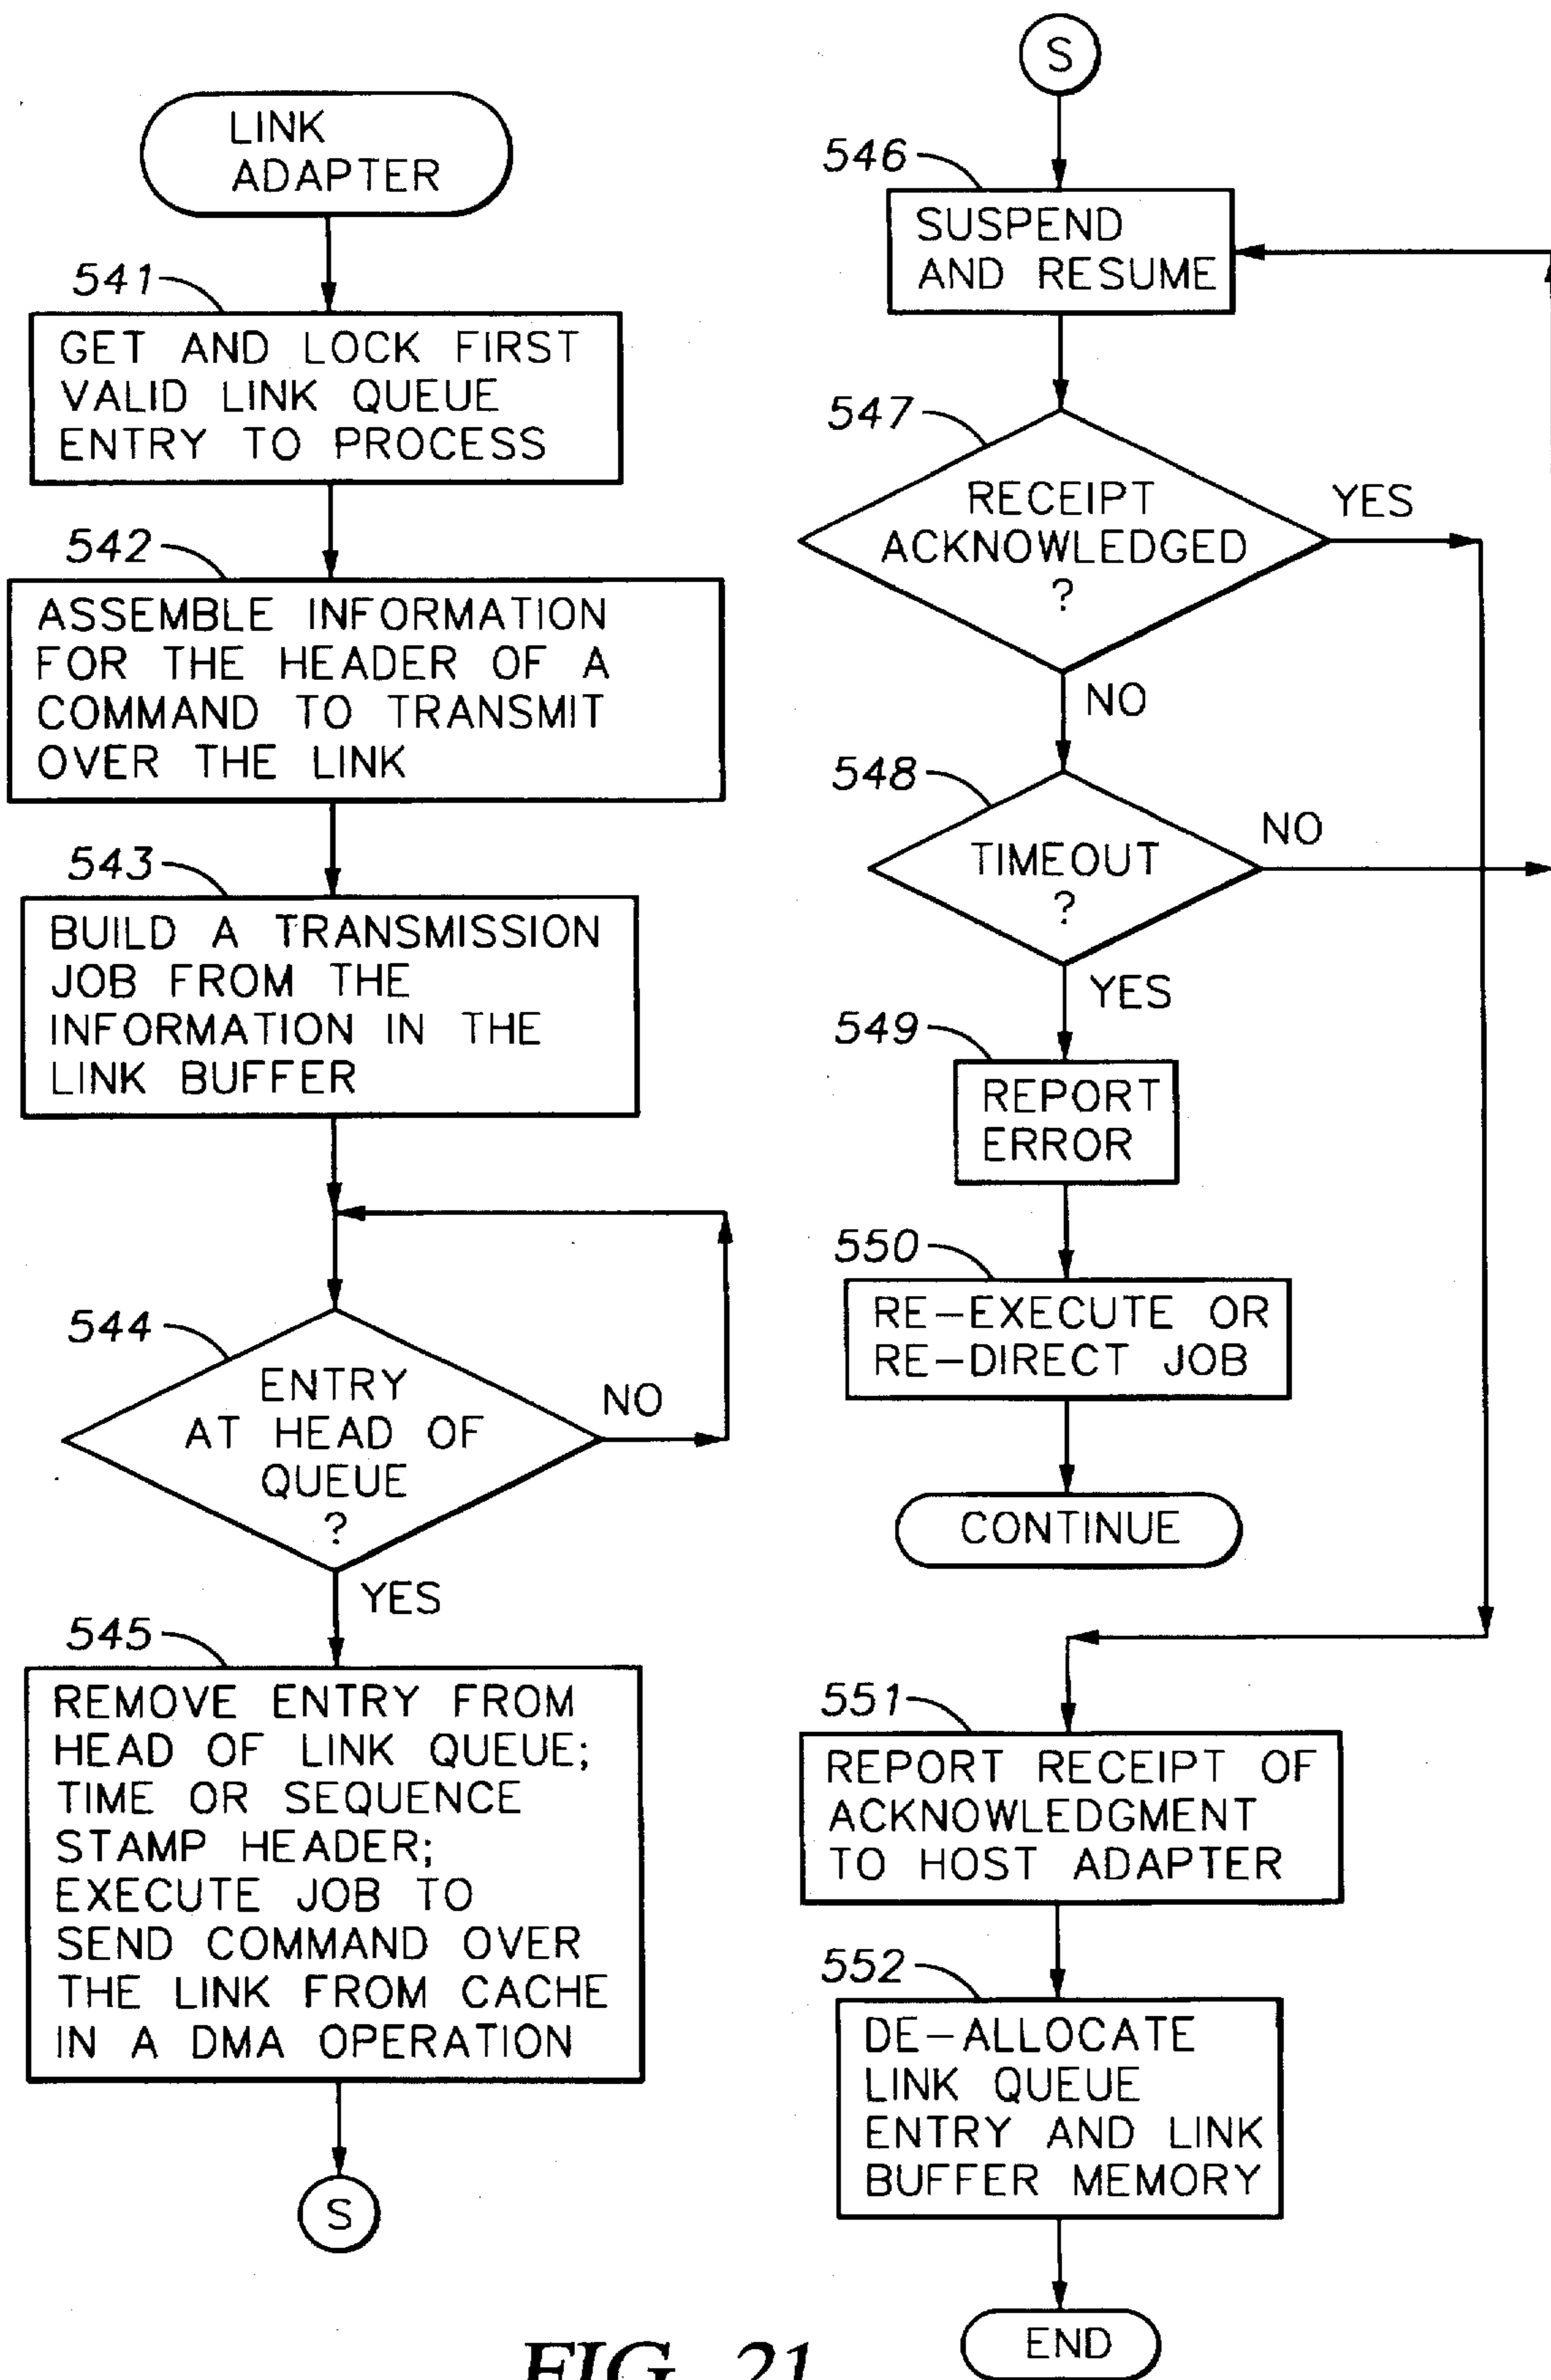 LINK
ADAPTER
541
GET AND LOCK FIRST
VALID LINK QUEUE
ENTRY TO PROCESS
542
ASSEMBLE INFORMATION
FOR THE HEADER OF A
COMMAND TO TRANSMIT
OVER THE LINK
543
BUILD A TRANSMISSION
JOB FROM THE
INFORMATION IN THE
LINK BUFFER
544
ENTRY
AT HEAD OF
QUEUE
?
NO
YES
545
REMOVE ENTRY FROM
HEAD OF LINK QUEUE;
TIME OR SEQUENCE
STAMP HEADER;
EXECUTE JOB TO
SEND COMMAND OVER
THE LINK FROM CACHE
IN A DMA OPERATION
S
S
546
SUSPEND
AND RESUME
547
RECEIPT
ACKNOWLEDGED
?
YES
NO
548
TIMEOUT
?
NO
YES
549
REPORT
ERROR
550
RE-EXECUTE OR
RE-DIRECT JOB
CONTINUE
551
REPORT RECEIPT OF
ACKNOWLEDGMENT
TO HOST ADAPTER
552
DE-ALLOCATE
LINK QUEUE
ENTRY AND LINK
BUFFER MEMORY
END
FIG. 21